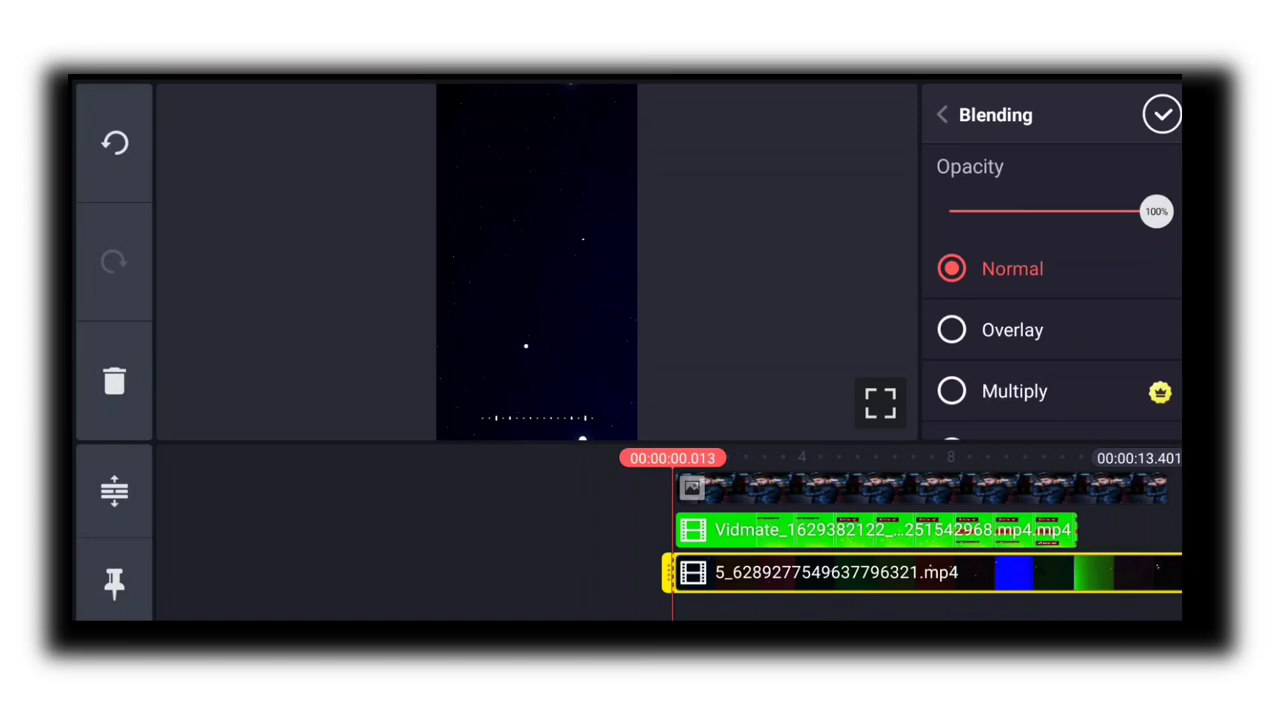 Blending
Opacity
100%
Normal
Overlay
Multiply
00:00:00.013
4
8
00:00:13.401
Vidmate_1629382122_...251542968.mp4.mp4
5_6289277549637796321.mp4